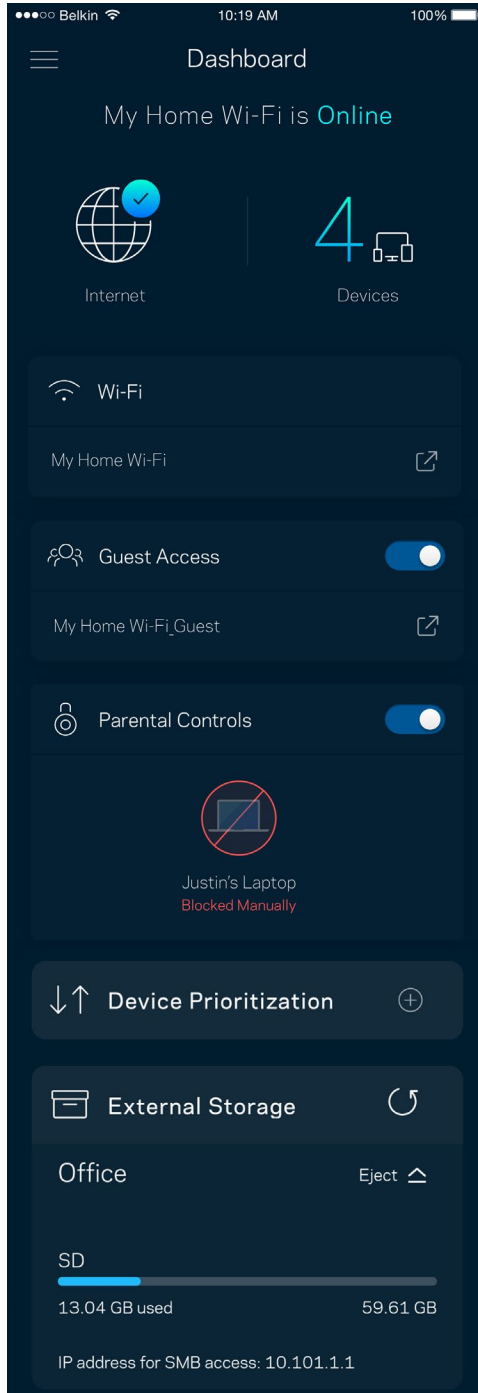 Belkin 10:19 AM 100%
Dashboard
My Home Wi-Fi is Online
4
Internet Devices
Wi-Fi
My Home Wi-Fi
Guest Access
My Home Wi-Fi_Guest
Parental Controls
Justin's Laptop
Blocked Manually
Device Prioritization
External Storage
Office Eject
SD
13.04 GB used 59.61 GB
IP address for SMB access: 10.101.1.1